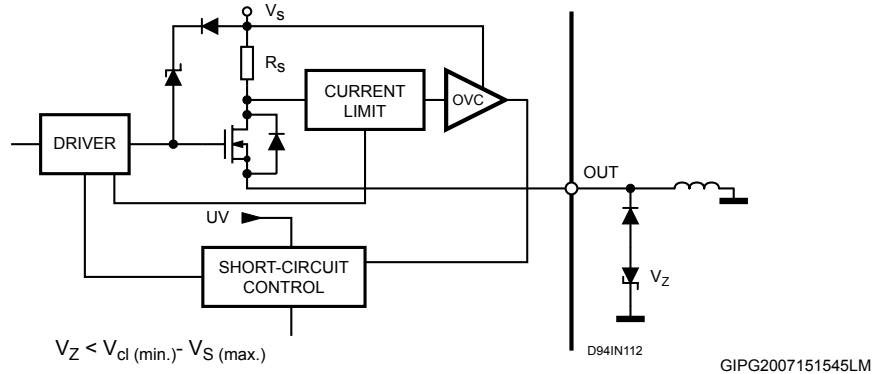 V_S
R_S
CURRENT
LIMIT
OVC
DRIVER
OUT
UV
SHORT-CIRCUIT
CONTROL
V_Z
V_Z < V_cl (min.)- V_S (max.)
D94IN112
GIPG2007151545LM